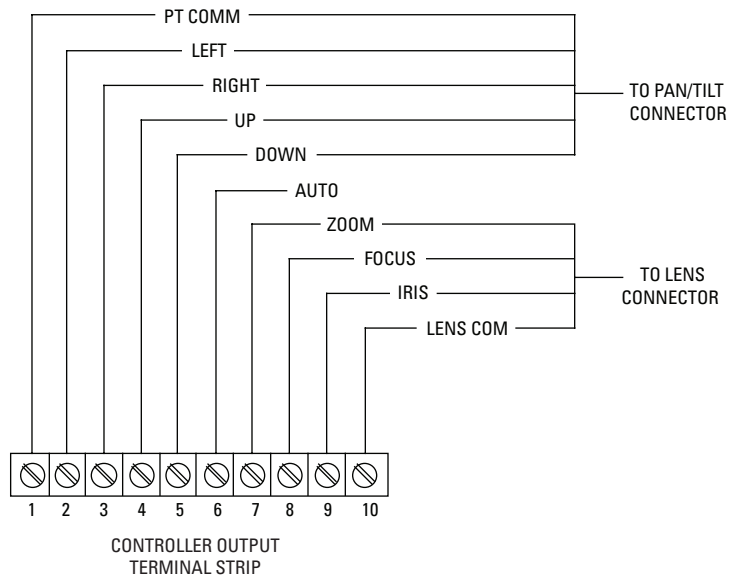 PT COMM
LEFT
RIGHT
UP
DOWN
TO PAN/TILT
CONNECTOR
AUTO
ZOOM
FOCUS
IRIS
LENS COM
TO LENS
CONNECTOR
1 2 3 4 5 6 7 8 9 10
CONTROLLER OUTPUT
TERMINAL STRIP